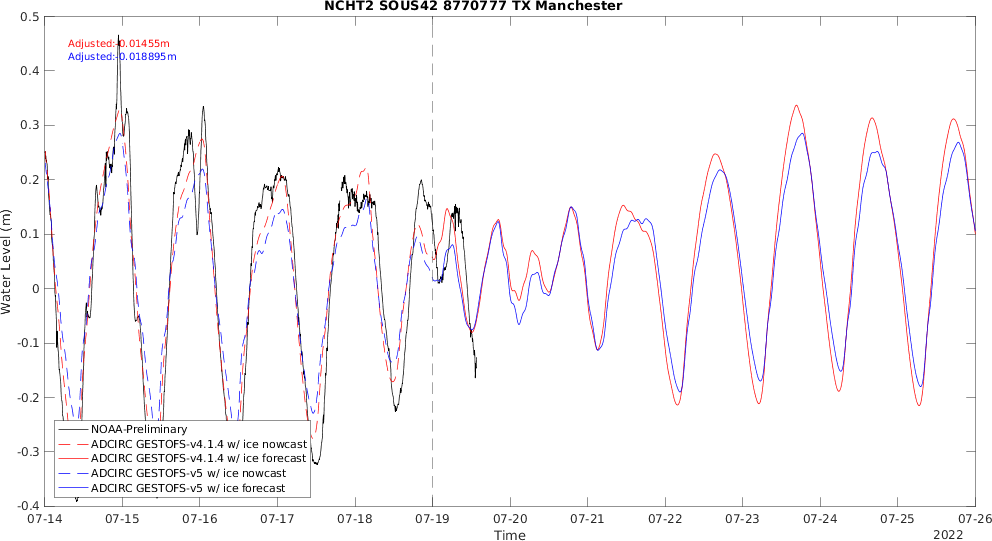 NCHT2 SOUS42 8770777 TX Manchester
0.5
Adjusted:-0.01455m
Adjusted:-0.018895m
0.4
0.3
0.2
0.1
0
-0.1
-0.2
-0.3
-0.4
Water Level (m)
NOAA-Preliminary
ADCIRC GESTOFS-v4.1.4 w/ ice nowcast
ADCIRC GESTOFS-v4.1.4 w/ ice forecast
ADCIRC GESTOFS-v5 w/ ice nowcast
ADCIRC GESTOFS-v5 w/ ice forecast
07-14 07-15 07-16 07-17 07-18 07-19 07-20 07-21 07-22 07-23 07-24 07-25 07-26
Time
2022